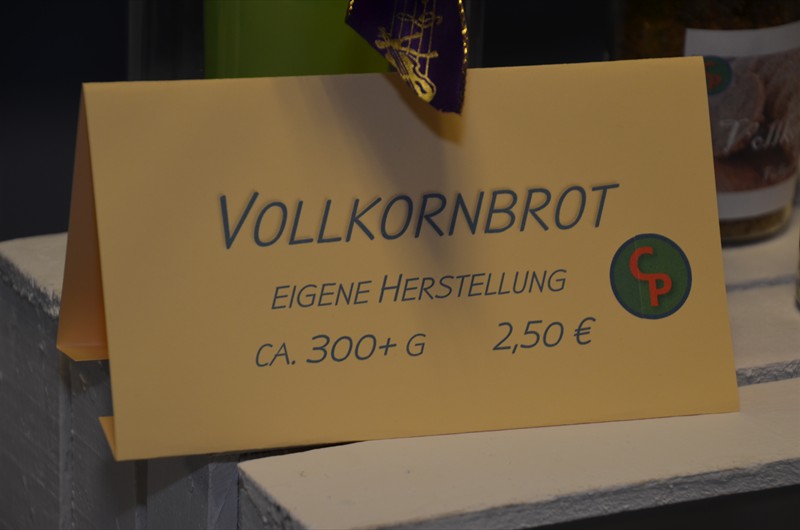 VOLLKORNBROT
EIGENE HERSTELLUNG
CA. 300+ G 2,50 €
CP